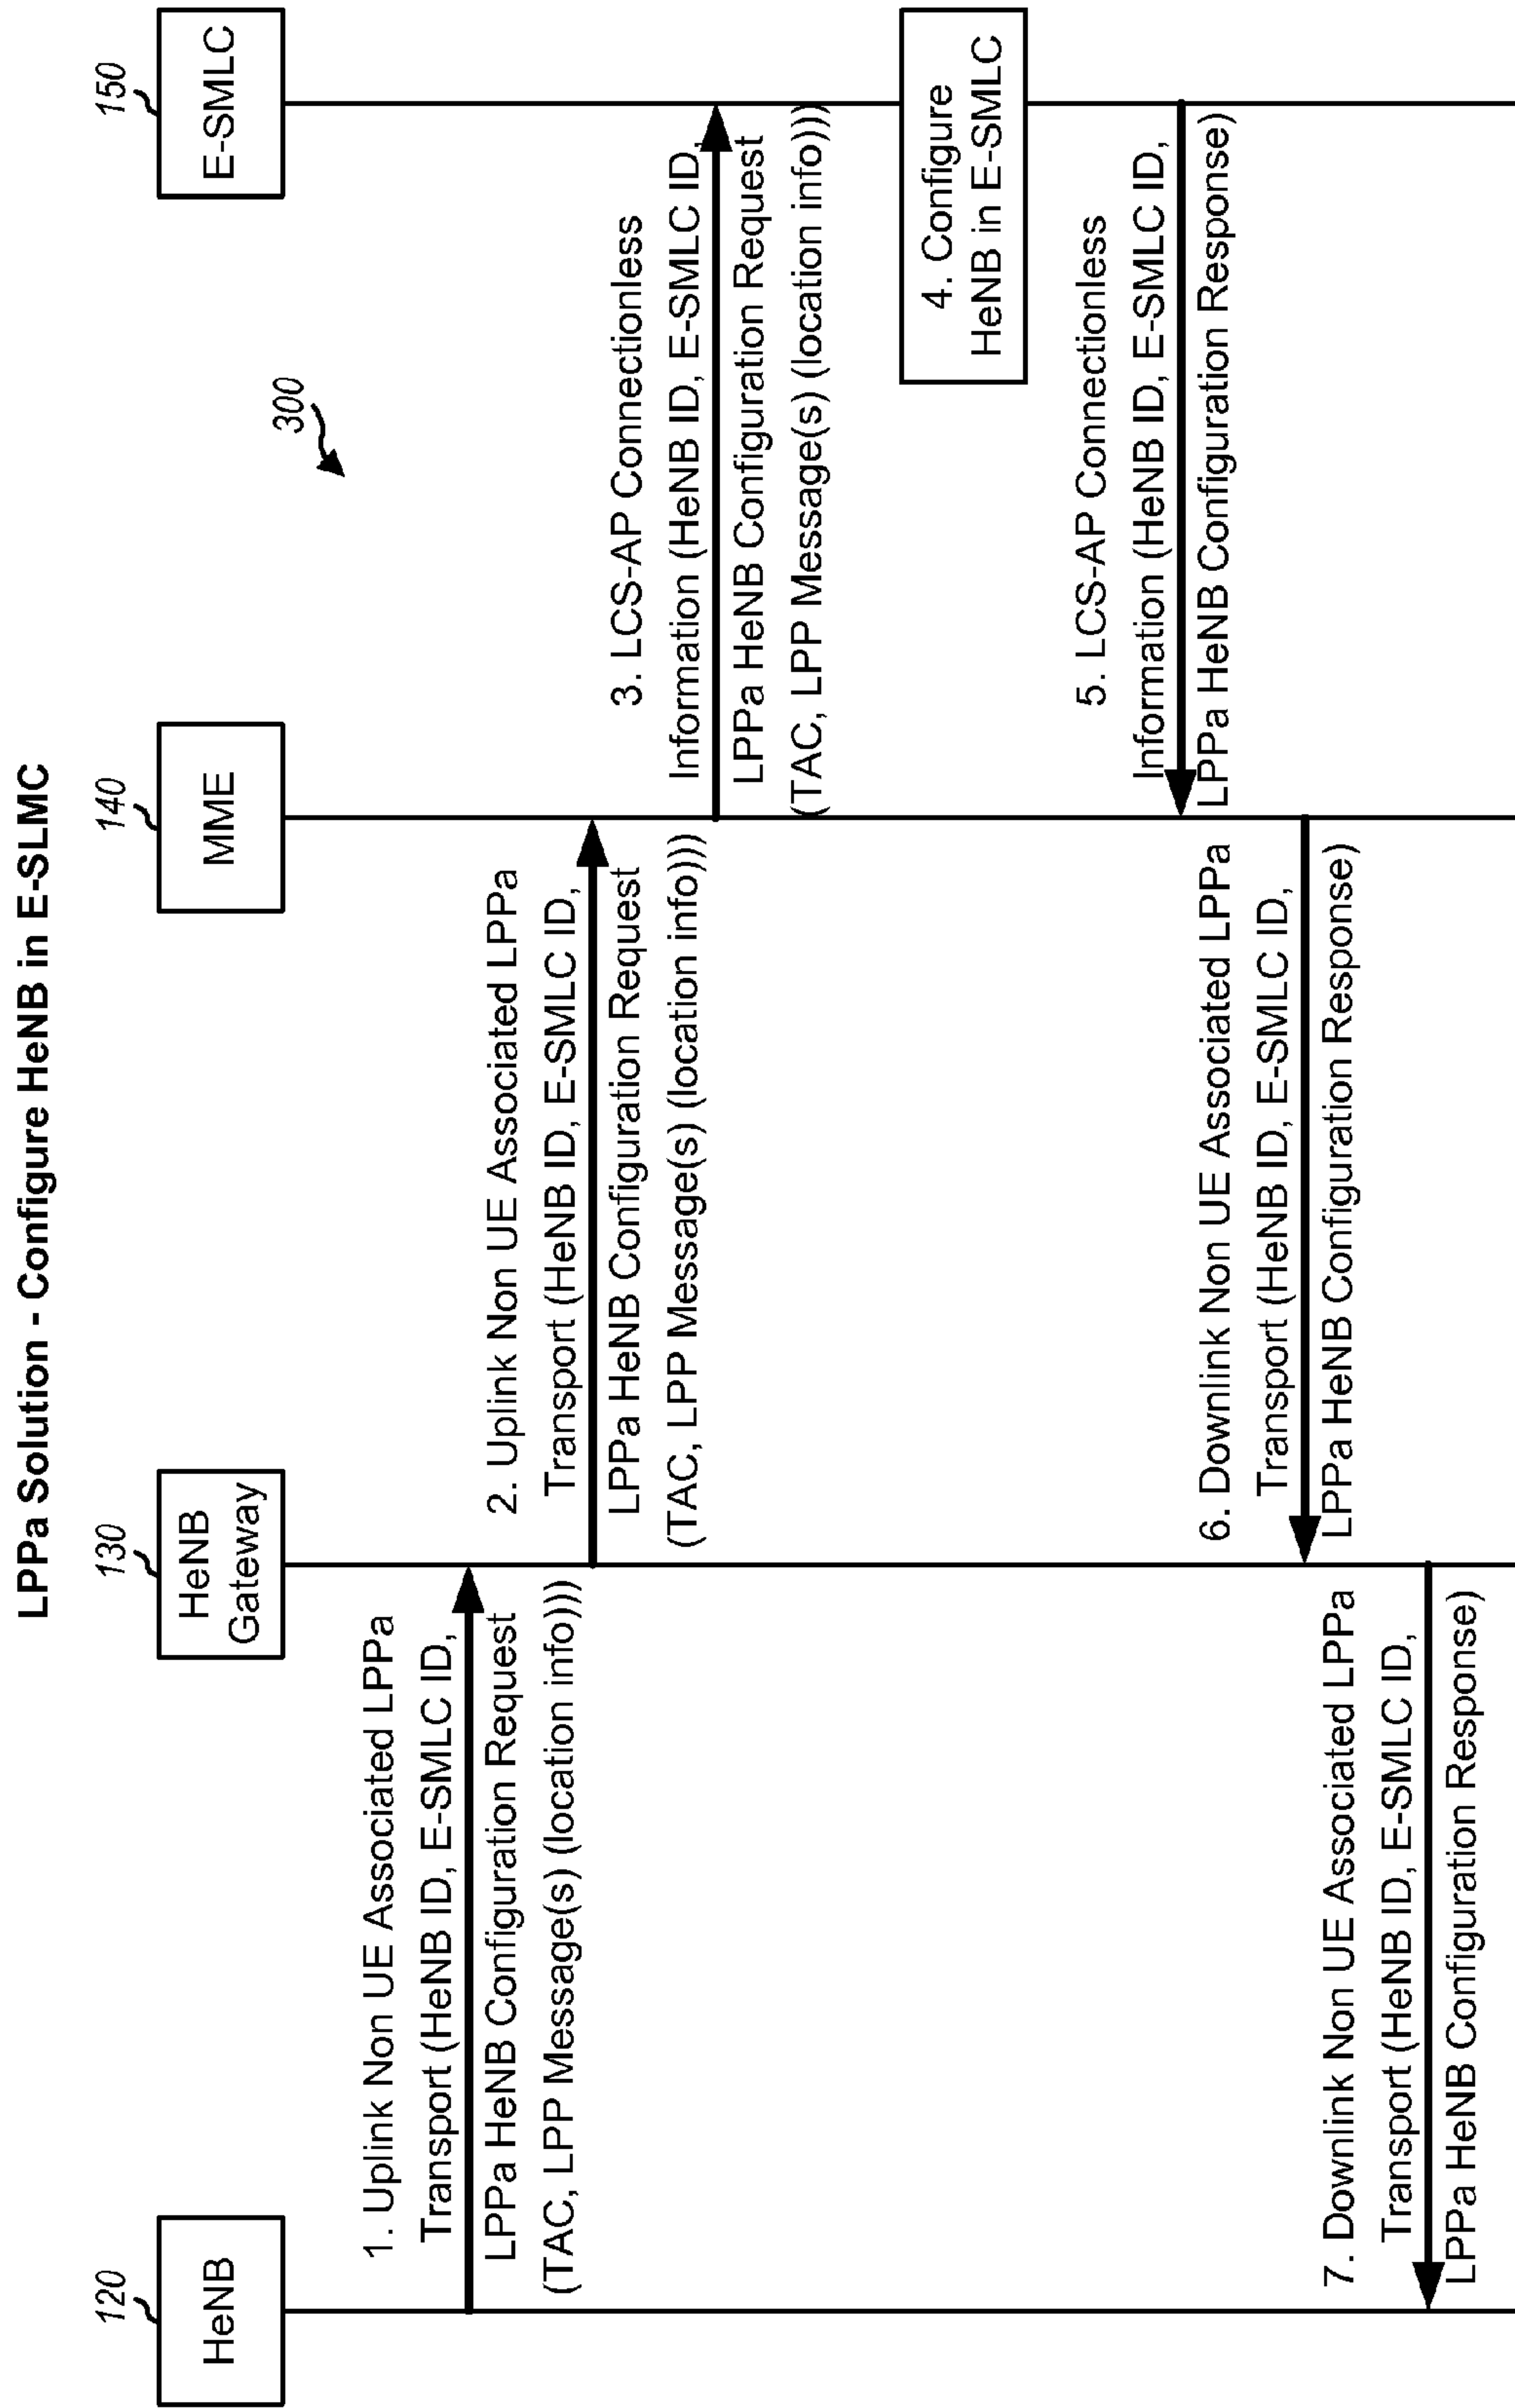 LPPa Solution - Configure HeNB in E-SLMC
120
HeNB
130
HeNB
Gateway
140
MME
150
E-SMLC
300
1. Uplink Non UE Associated LPPa
Transport (HeNB ID, E-SMLC ID,
LPPa HeNB Configuration Request
(TAC, LPP Message(s) (location info)))
2. Uplink Non UE Associated LPPa
Transport (HeNB ID, E-SMLC ID,
LPPa HeNB Configuration Request
(TAC, LPP Message(s) (location info)))
3. LCS-AP Connectionless
Information (HeNB ID, E-SMLC ID,
LPPa HeNB Configuration Request
(TAC, LPP Message(s) (location info)))
4. Configure
HeNB in E-SMLC
5. LCS-AP Connectionless
Information (HeNB ID, E-SMLC ID,
LPPa HeNB Configuration Response)
6. Downlink Non UE Associated LPPa
Transport (HeNB ID, E-SMLC ID,
LPPa HeNB Configuration Response)
7. Downlink Non UE Associated LPPa
Transport (HeNB ID, E-SMLC ID,
LPPa HeNB Configuration Response)